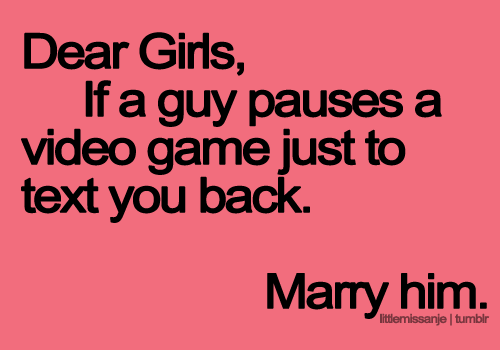 Dear Girls,
If a guy pauses a
video game just to
text you back.
Marry him.
littlemissanje | tumblr